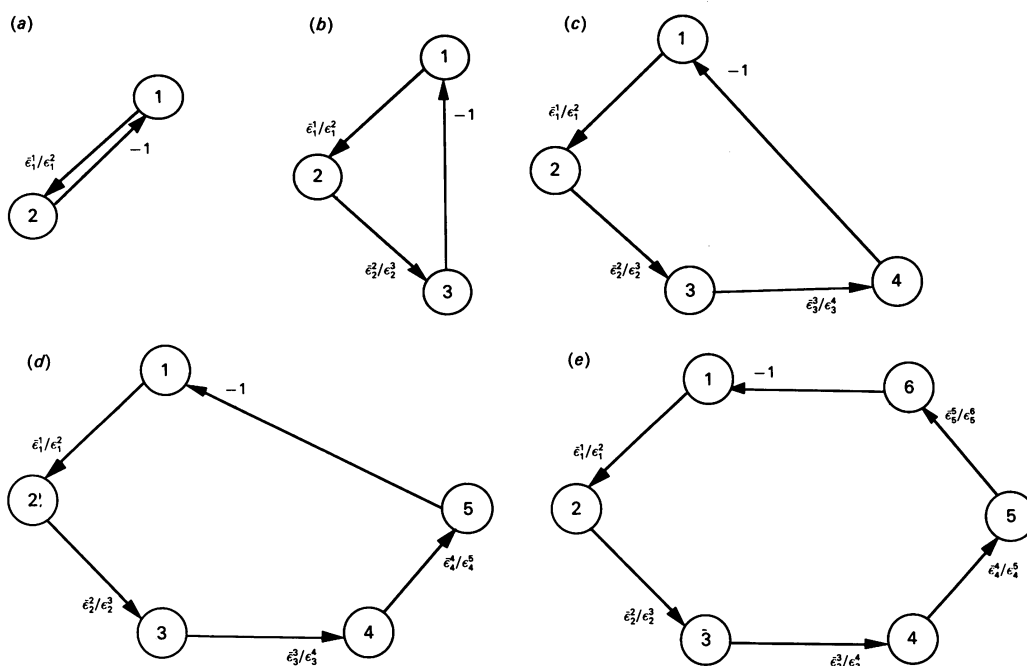 (a)
1
ε̄₁¹/ε₁²
−1
2
(b)
1
ε̄₁¹/ε₁²
−1
2
ε̄₂²/ε₂³
3
(c)
1
−1
ε̄₁¹/ε₁²
2
ε̄₂²/ε₂³
3
4
ε̄₃³/ε₃⁴
(d)
1
−1
ε̄₁¹/ε₁²
2
5
ε̄₄⁴/ε₄⁵
ε̄₂²/ε₂³
3
4
ε̄₃³/ε₃⁴
(e)
1
−1
6
ε̄₅⁵/ε₅⁶
ε̄₁¹/ε₁²
2
5
ε̄₄⁴/ε₄⁵
ε̄₂²/ε₂³
3
4